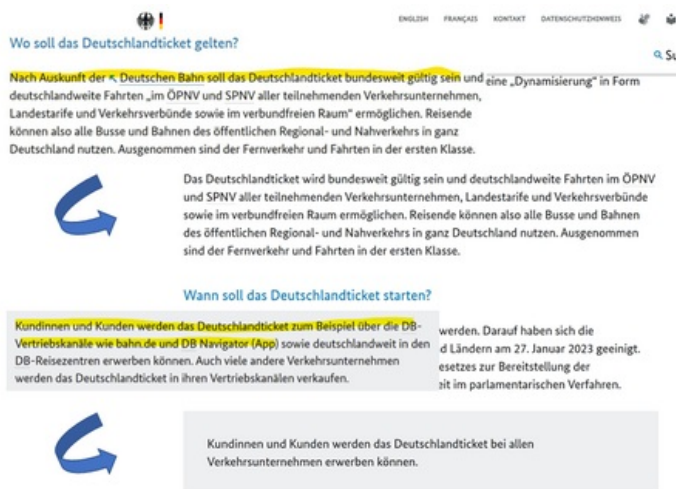 ENGLISH FRANÇAIS KONTAKT DATENSCHUTZHINWEIS
Wo soll das Deutschlandticket gelten?
Su
Nach Auskunft der Deutschen Bahn soll das Deutschlandticket bundesweit gültig sein und
eine „Dynamisierung“ in Form
deutschlandweite Fahrten „im ÖPNV und SPNV aller teilnehmenden Verkehrsunternehmen,
Landestarife und Verkehrsverbünde sowie im verbundfreien Raum“ ermöglichen. Reisende
können also alle Busse und Bahnen des öffentlichen Regional- und Nahverkehrs in ganz
Deutschland nutzen. Ausgenommen sind der Fernverkehr und Fahrten in der ersten Klasse.
Das Deutschlandticket wird bundesweit gültig sein und deutschlandweite Fahrten im ÖPNV
und SPNV aller teilnehmenden Verkehrsunternehmen, Landestarife und Verkehrsverbünde
sowie im verbundfreien Raum ermöglichen. Reisende können also alle Busse und Bahnen
des öffentlichen Regional- und Nahverkehrs in ganz Deutschland nutzen. Ausgenommen
sind der Fernverkehr und Fahrten in der ersten Klasse.
Wann soll das Deutschlandticket starten?
Kundinnen und Kunden werden das Deutschlandticket zum Beispiel über die DB-
Vertriebskanäle wie bahn.de und DB Navigator (App) sowie deutschlandweit in den
DB-Reisezentren erwerben können. Auch viele andere Verkehrsunternehmen
werden das Deutschlandticket in ihren Vertriebskanälen verkaufen.
werden. Darauf haben sich die
d Ländern am 27. Januar 2023 geeinigt.
esetzes zur Bereitstellung der
eit im parlamentarischen Verfahren.
Kundinnen und Kunden werden das Deutschlandticket bei allen
Verkehrsunternehmen erwerben können.